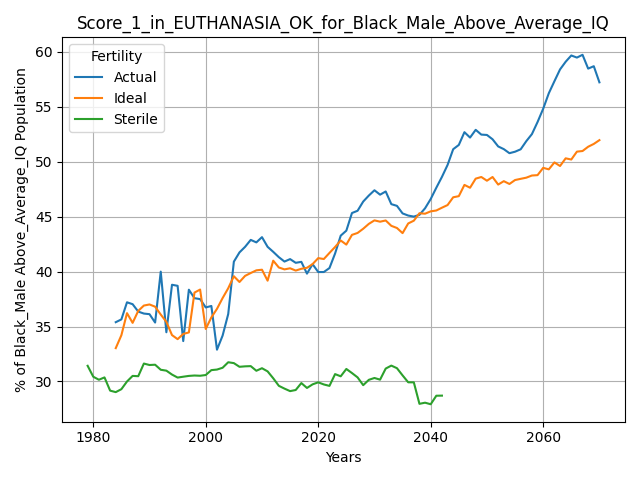 Score_1_in_EUTHANASIA_OK_for_Black_Male_Above_Average_IQ
% of Black_Male Above_Average_IQ Population
60
55
50
45
40
35
30
Fertility
Actual
Ideal
Sterile
1980
2000
2020
2040
2060
Years